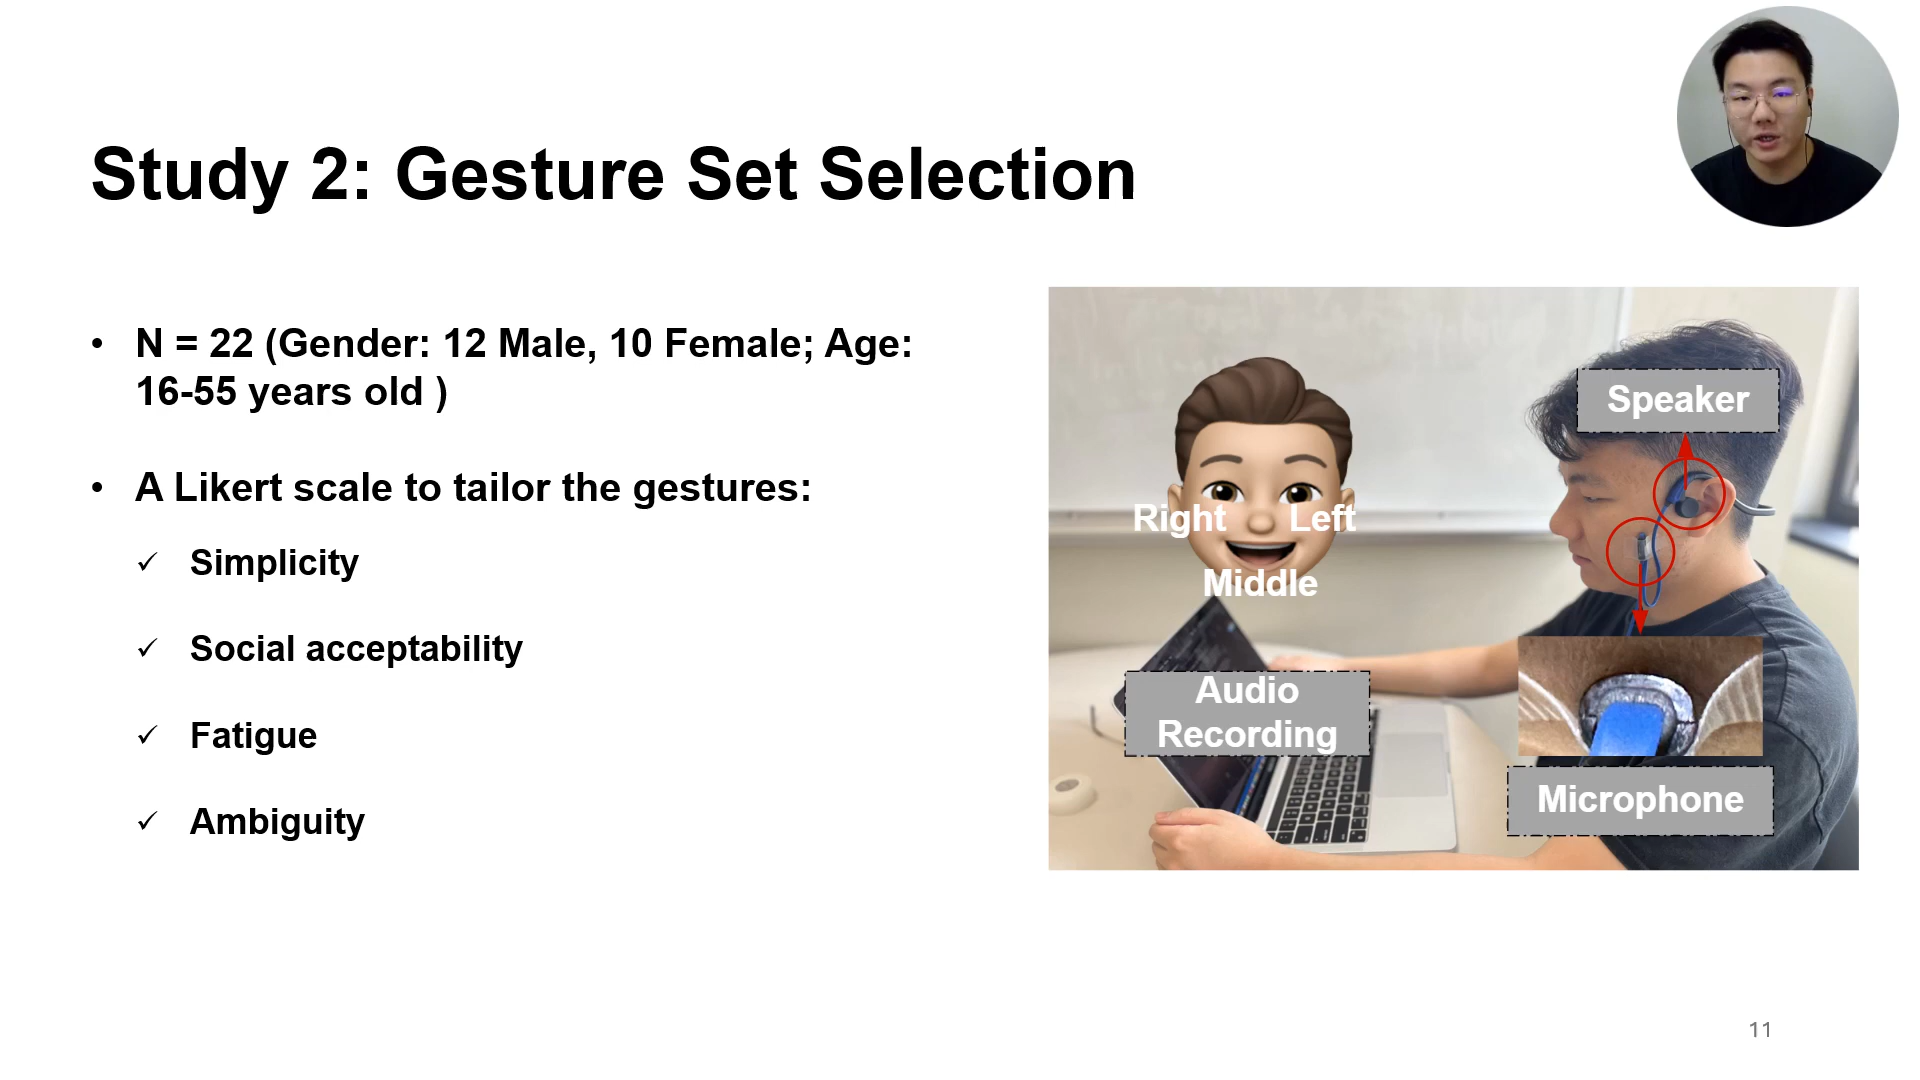 Study 2: Gesture Set Selection
• N = 22 (Gender: 12 Male, 10 Female; Age:
16-55 years old )
• A Likert scale to tailor the gestures:
✓ Simplicity
✓ Social acceptability
✓ Fatigue
✓ Ambiguity
Speaker
Right Left
Middle
Audio
Recording
Microphone
11